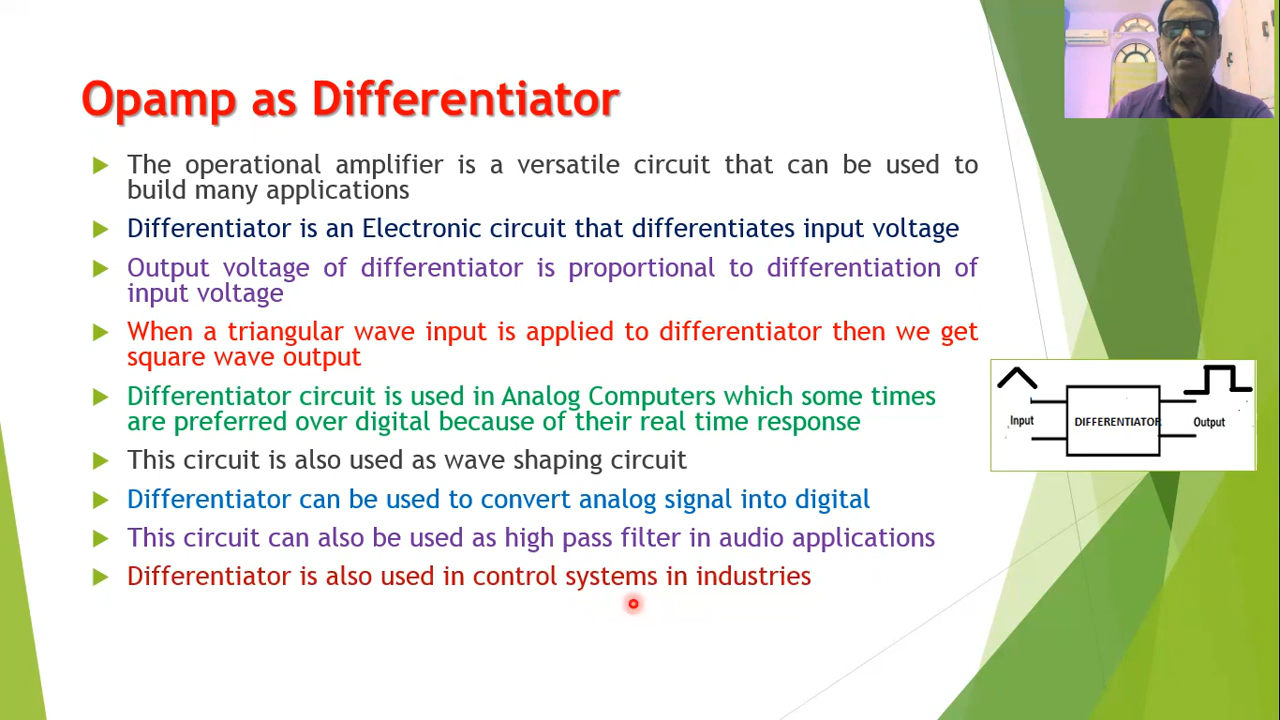 Opamp as Differentiator
The operational amplifier is a versatile circuit that can be used to
build many applications
Differentiator is an Electronic circuit that differentiates input voltage
Output voltage of differentiator is proportional to differentiation of
input voltage
When a triangular wave input is applied to differentiator then we get
square wave output
Differentiator circuit is used in Analog Computers which some times
are preferred over digital because of their real time response
This circuit is also used as wave shaping circuit
Differentiator can be used to convert analog signal into digital
This circuit can also be used as high pass filter in audio applications
Differentiator is also used in control systems in industries
Input
DIFFERENTIATOR
Output